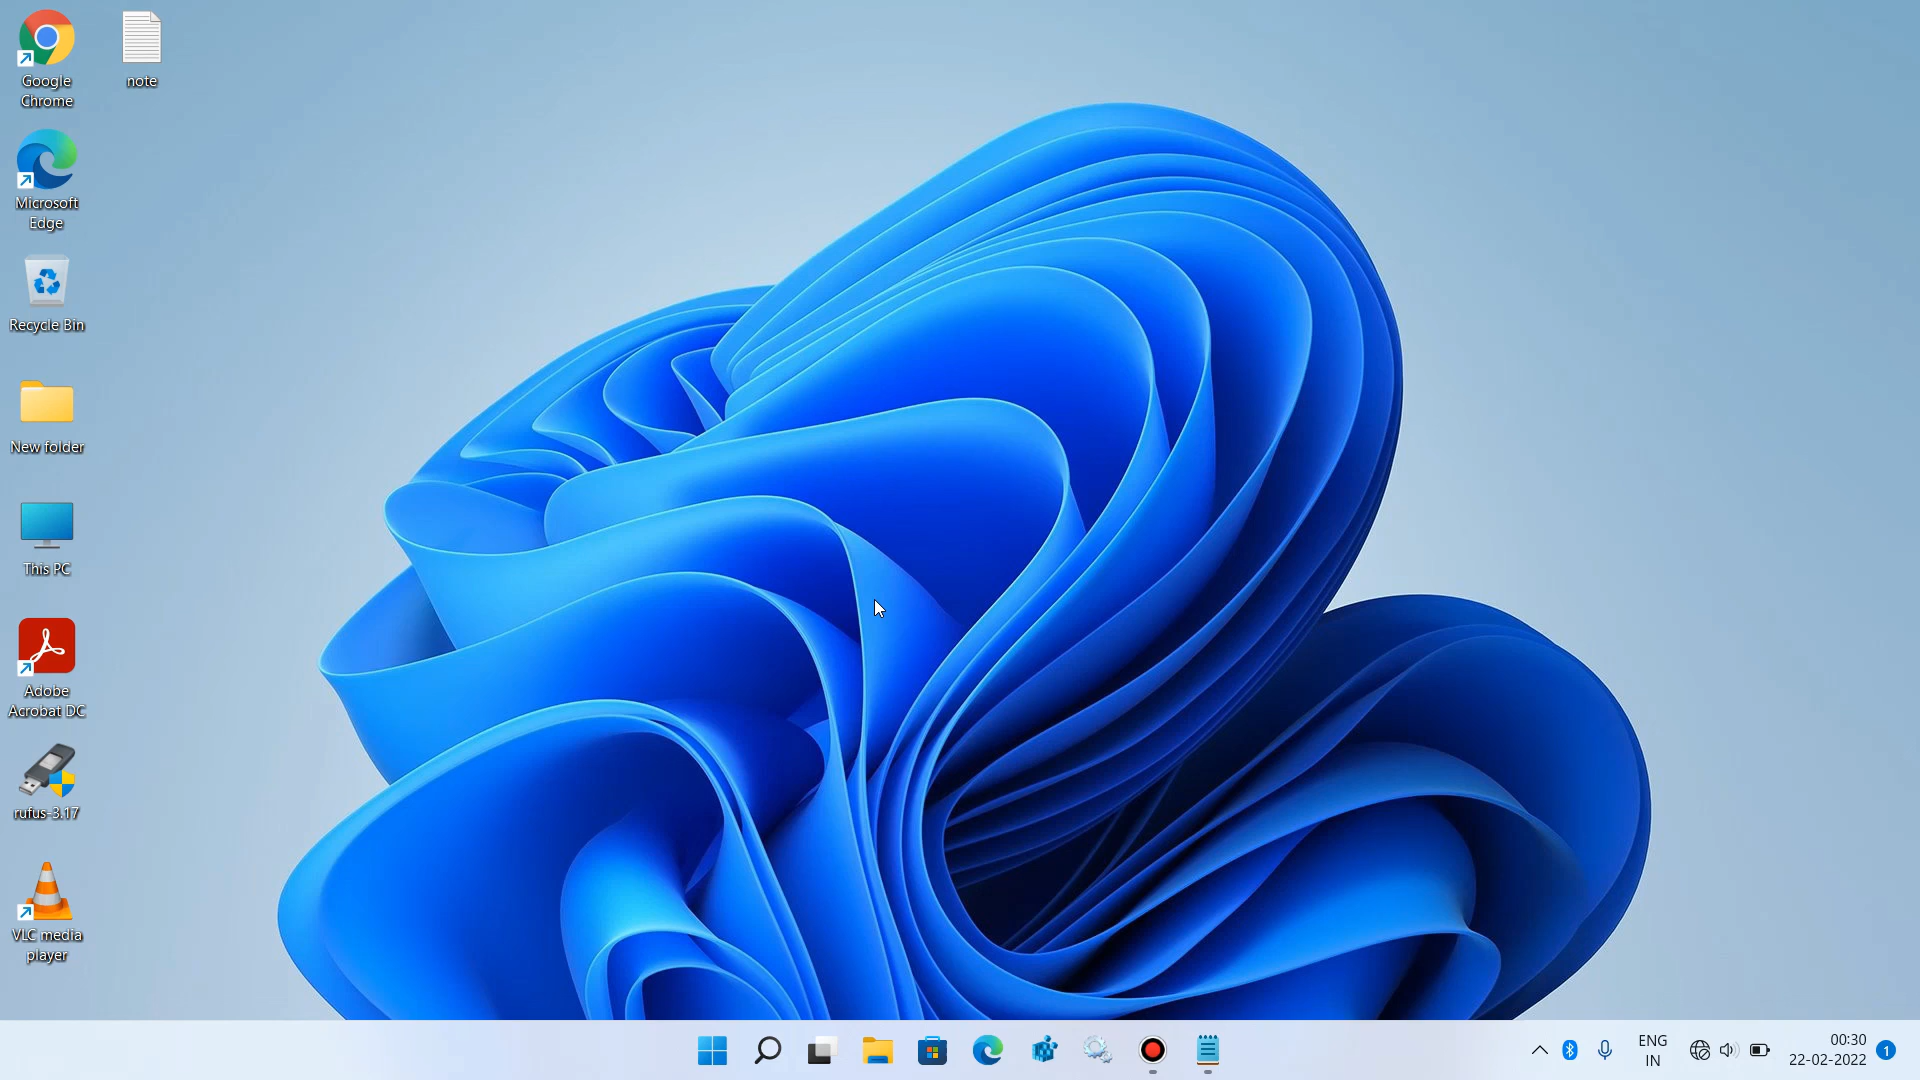 Google
Chrome
note
Microsoft
Edge
Recycle Bin
New folder
This PC
Adobe
Acrobat DC
rufus-3.17
VLC media
player
ENG
IN
00:30
22-02-2022
1